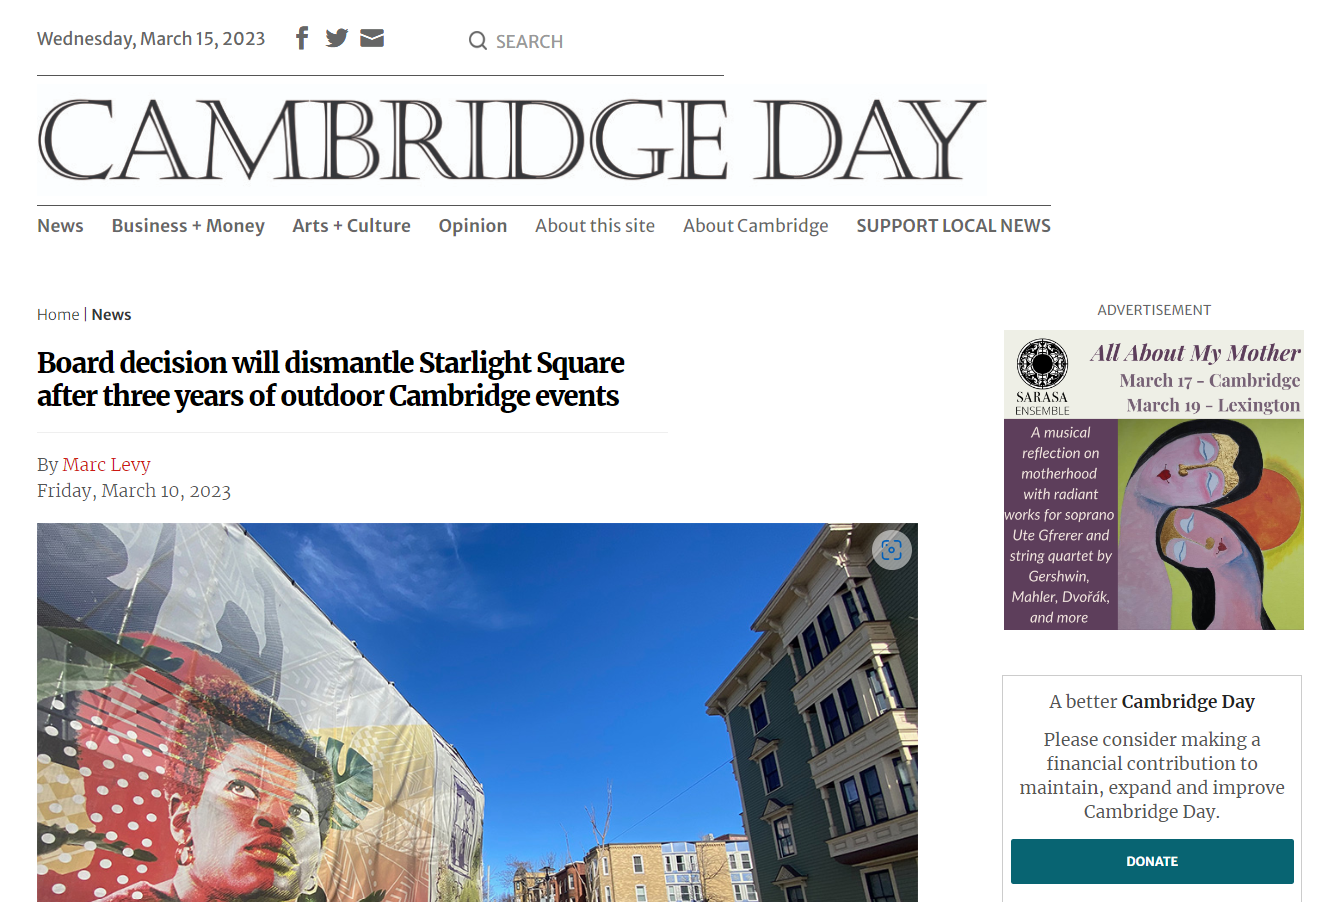 Wednesday, March 15, 2023
SEARCH
CAMBRIDGE DAY
News Business + Money Arts + Culture Opinion About this site About Cambridge SUPPORT LOCAL NEWS
Home | News
Board decision will dismantle Starlight Square
after three years of outdoor Cambridge events
By Marc Levy
Friday, March 10, 2023
ADVERTISEMENT
SARASA
ENSEMBLE
All About My Mother
March 17 - Cambridge
March 19 - Lexington
A musical
reflection on
motherhood
with radiant
works for soprano
Ute Gfrerer and
string quartet by
Gershwin,
Mahler, Dvořák,
and more
A better Cambridge Day
Please consider making a
financial contribution to
maintain, expand and improve
Cambridge Day.
DONATE